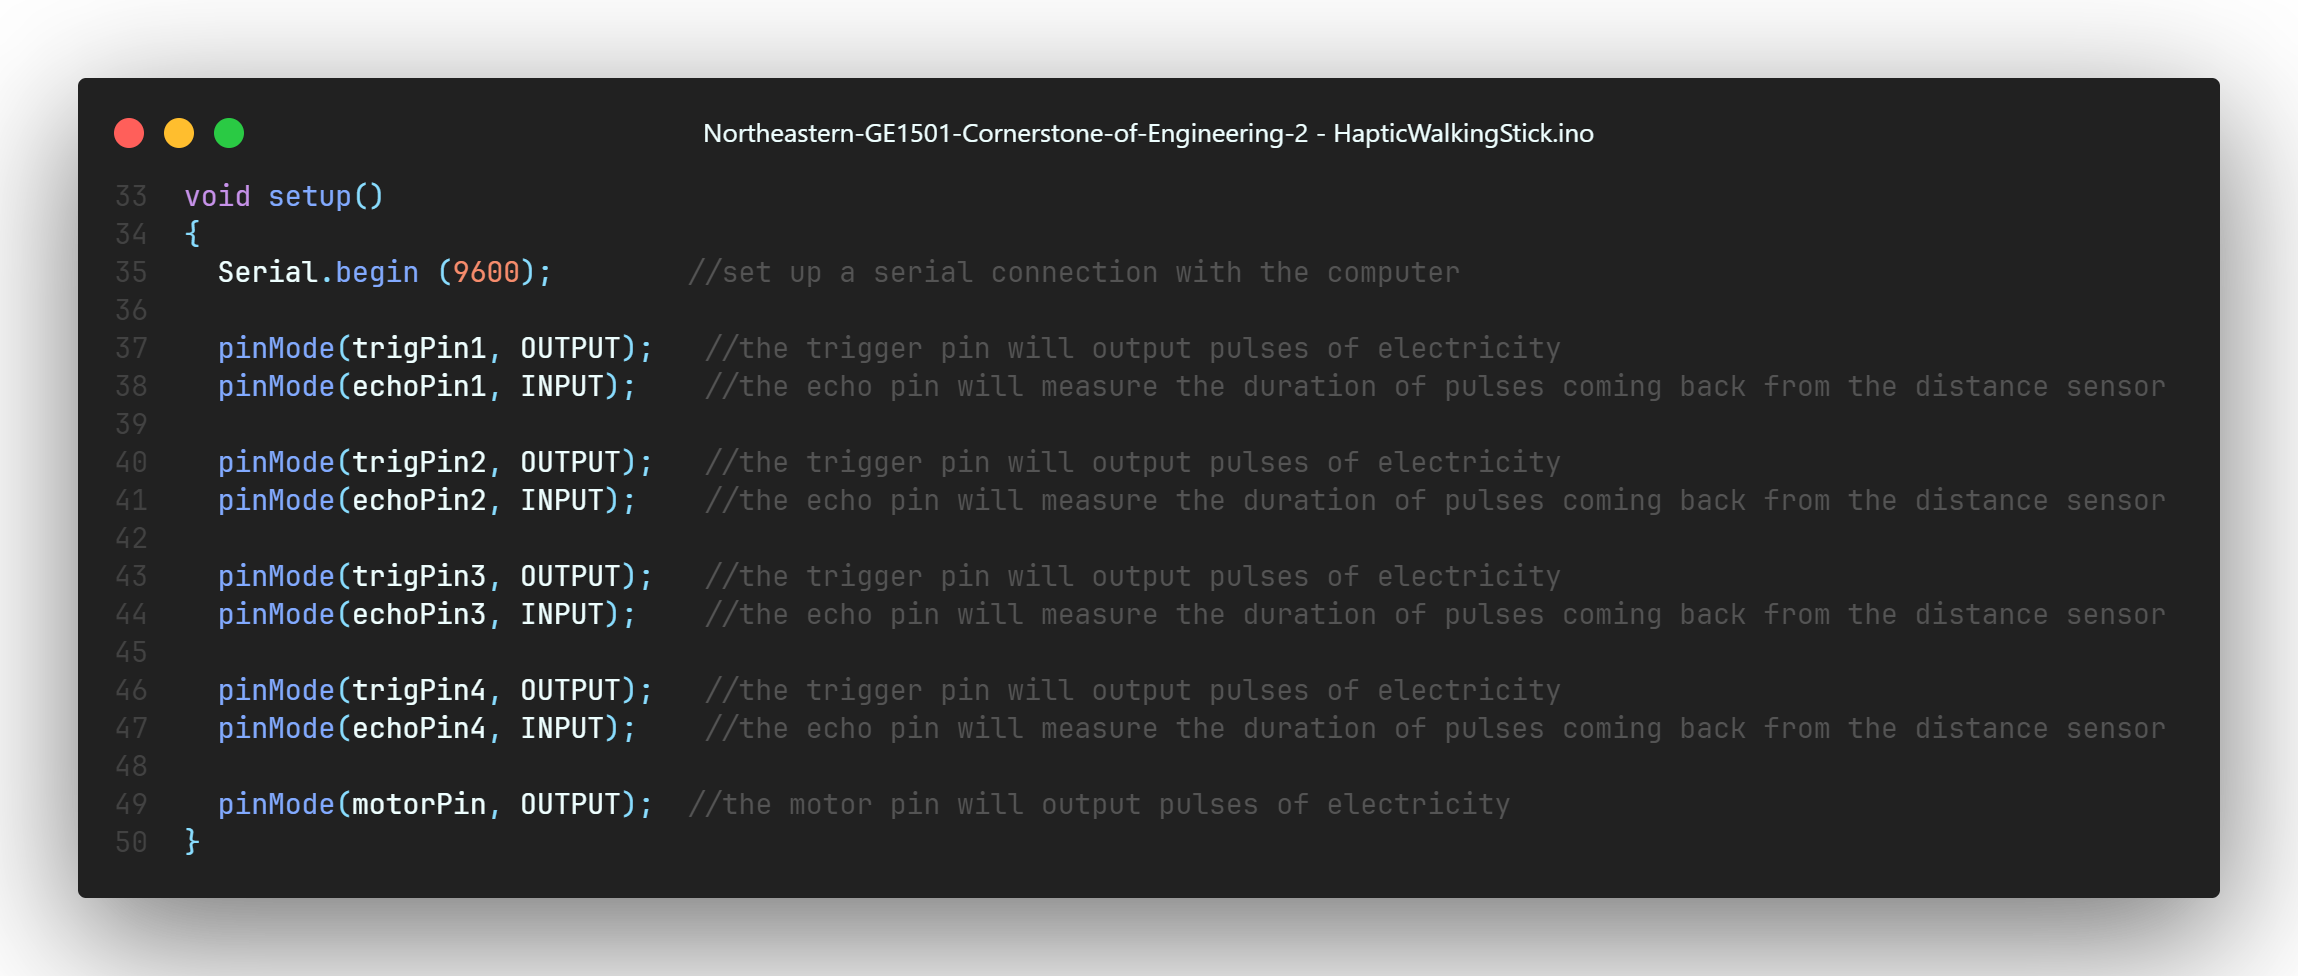 Northeastern-GE1501-Cornerstone-of-Engineering-2 - HapticWalkingStick.ino
33 void setup()
34 {
35   Serial.begin (9600);        //set up a serial connection with the computer
36
37   pinMode(trigPin1, OUTPUT);   //the trigger pin will output pulses of electricity
38   pinMode(echoPin1, INPUT);    //the echo pin will measure the duration of pulses coming back from the distance sensor
39
40   pinMode(trigPin2, OUTPUT);   //the trigger pin will output pulses of electricity
41   pinMode(echoPin2, INPUT);    //the echo pin will measure the duration of pulses coming back from the distance sensor
42
43   pinMode(trigPin3, OUTPUT);   //the trigger pin will output pulses of electricity
44   pinMode(echoPin3, INPUT);    //the echo pin will measure the duration of pulses coming back from the distance sensor
45
46   pinMode(trigPin4, OUTPUT);   //the trigger pin will output pulses of electricity
47   pinMode(echoPin4, INPUT);    //the echo pin will measure the duration of pulses coming back from the distance sensor
48
49   pinMode(motorPin, OUTPUT);  //the motor pin will output pulses of electricity
50 }